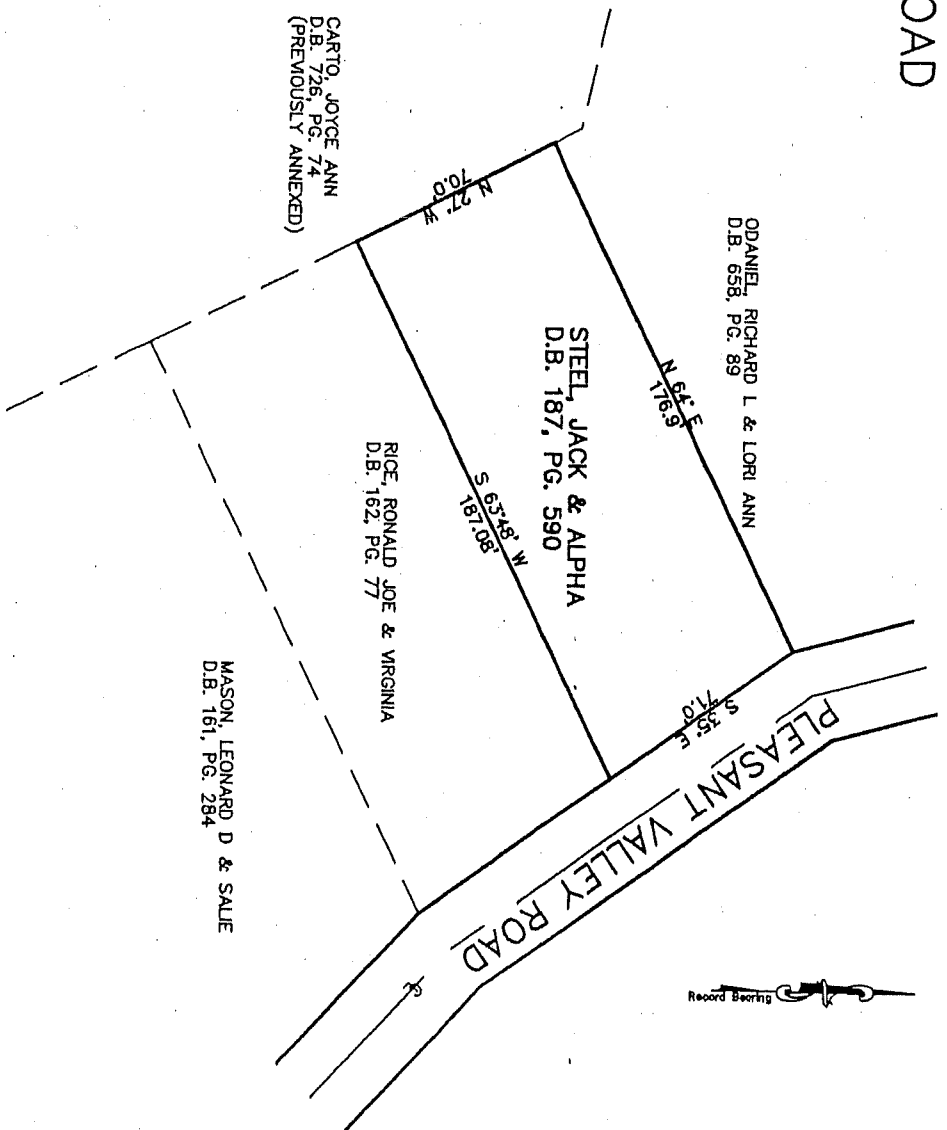 OAD
CARTO, JOYCE ANN
D.B. 726, PG. 74
(PREVIOUSLY ANNEXED)
N 27° W
70.0'
ODANIEL, RICHARD L & LORI ANN
D.B. 658, PG. 89
N 64° E
176.9'
STEEL, JACK & ALPHA
D.B. 187, PG. 590
S 63°48' W
187.08'
RICE, RONALD JOE & VIRGINIA
D.B. 162, PG. 77
S 35° E
71.0'
MASON, LEONARD D & SALIE
D.B. 161, PG. 284
PLEASANT VALLEY ROAD
Record Bearing